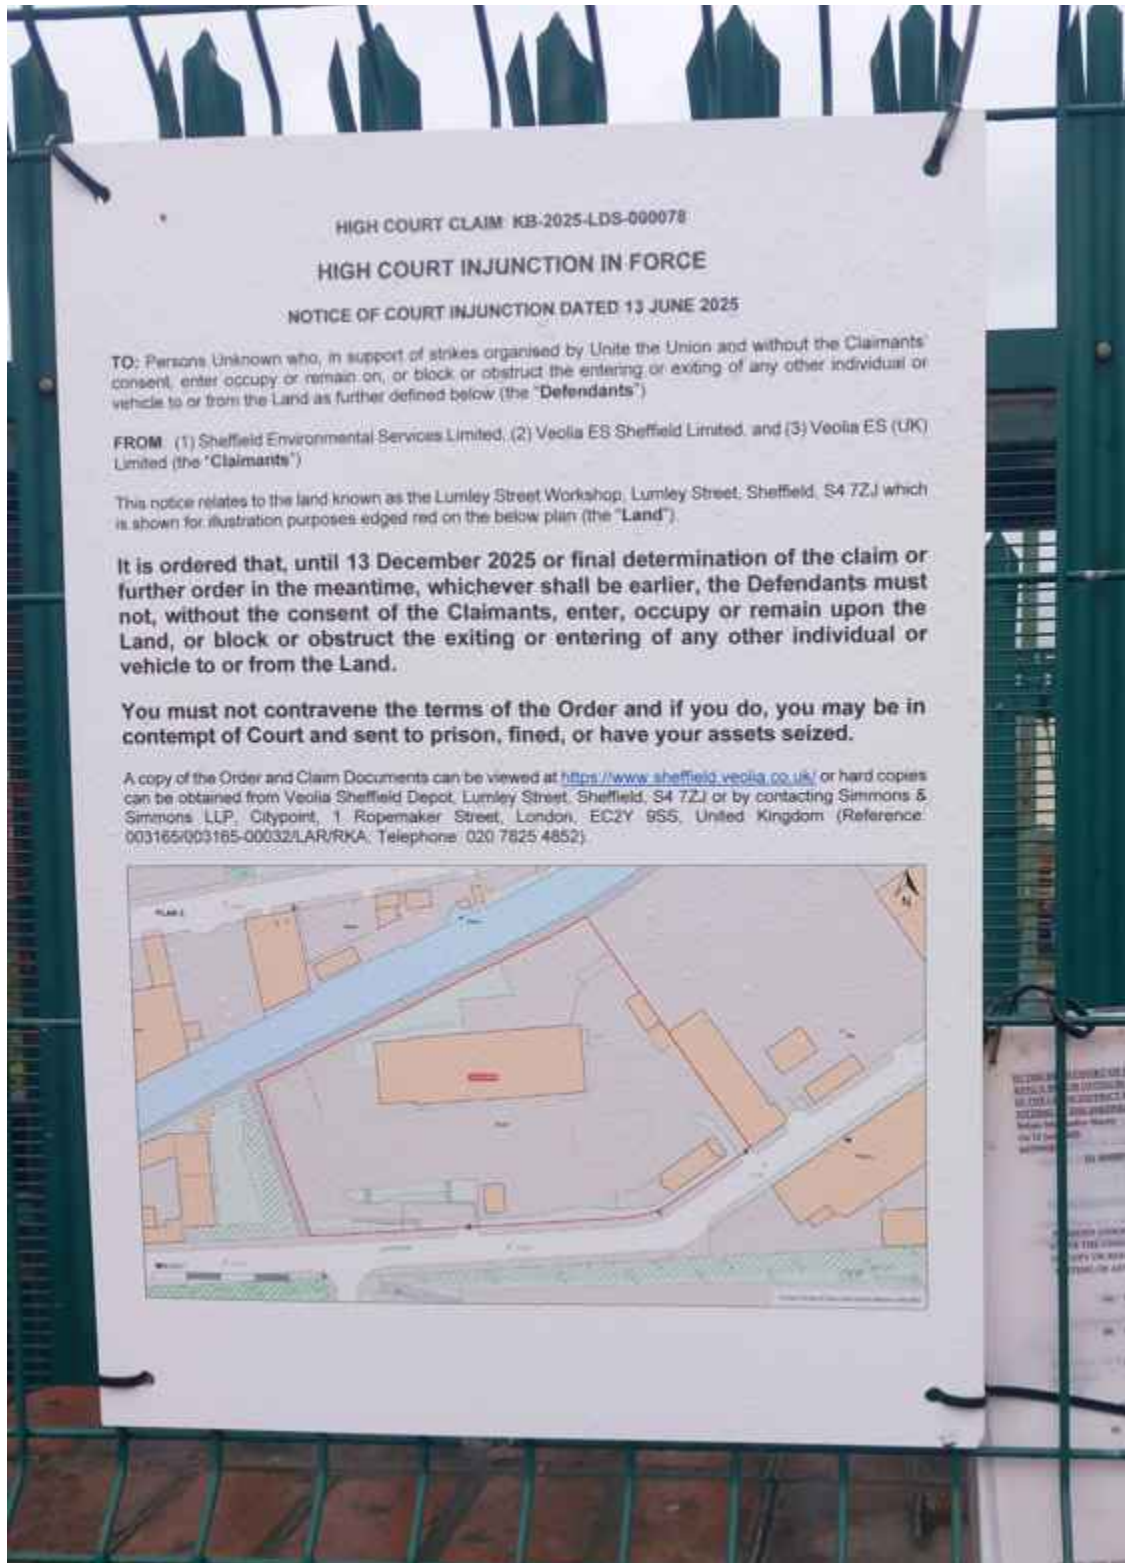 HIGH COURT CLAIM: KB-2025-LDS-000078
HIGH COURT INJUNCTION IN FORCE
NOTICE OF COURT INJUNCTION DATED 13 JUNE 2025
TO: Persons Unknown who, in support of strikes organised by Unite the Union and without the Claimants'
consent, enter occupy or remain on, or block or obstruct the entering or exiting of any other individual or
vehicle to or from the Land as further defined below (the "Defendants")
FROM: (1) Sheffield Environmental Services Limited, (2) Veolia ES Sheffield Limited, and (3) Veolia ES (UK)
Limited (the "Claimants")
This notice relates to the land known as the Lumley Street Workshop, Lumley Street, Sheffield, S4 7ZJ which
is shown for illustration purposes edged red on the below plan (the "Land").
It is ordered that, until 13 December 2025 or final determination of the claim or
further order in the meantime, whichever shall be earlier, the Defendants must
not, without the consent of the Claimants, enter, occupy or remain upon the
Land, or block or obstruct the exiting or entering of any other individual or
vehicle to or from the Land.
You must not contravene the terms of the Order and if you do, you may be in
contempt of Court and sent to prison, fined, or have your assets seized.
A copy of the Order and Claim Documents can be viewed at https://www.sheffield.veolia.co.uk/ or hard copies
can be obtained from Veolia Sheffield Depot, Lumley Street, Sheffield, S4 7ZJ or by contacting Simmons &
Simmons LLP, Citypoint, 1 Ropemaker Street, London, EC2Y 9SS, United Kingdom (Reference:
003165/003165-00032/LAR/RKA, Telephone: 020 7825 4852).
PLAN 2
N